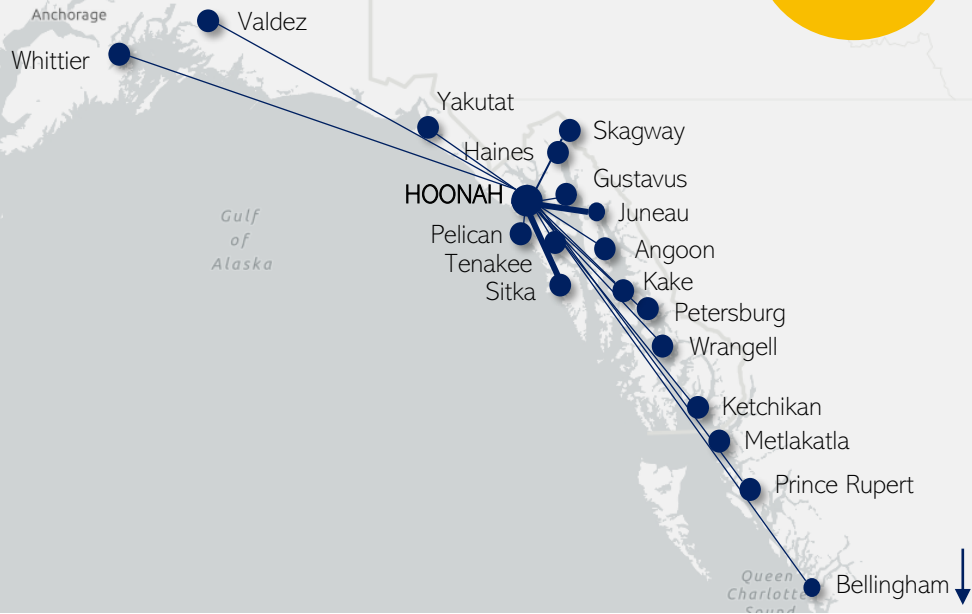 Anchorage
Valdez
Whittier
Yakutat
Skagway
Haines
Gustavus
HOONAH
Juneau
Gulf
of
Alaska
Pelican
Angoon
Tenakee
Kake
Sitka
Petersburg
Wrangell
Ketchikan
Metlakatla
Prince Rupert
Queen
Charlotte
Sound
Bellingham